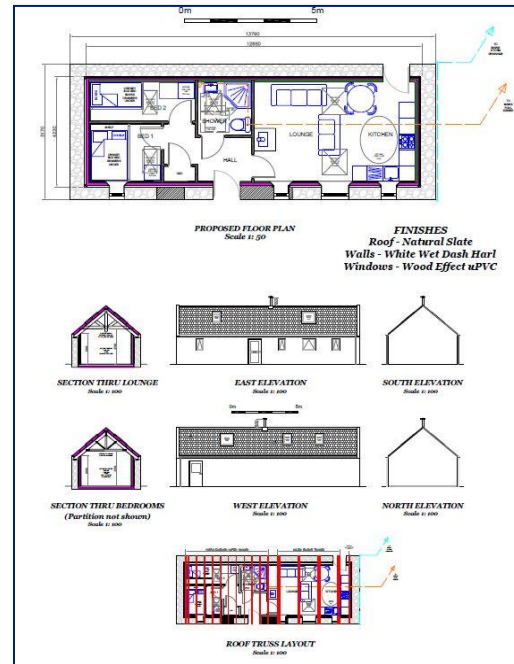 0m 5m
13780
12880
BED 2
SHOWER
BED 1
HALL
LOUNGE
KITCHEN
PROPOSED FLOOR PLAN
Scale 1: 50
FINISHES
Roof - Natural Slate
Walls - White Wet Dash Harl
Windows - Wood Effect uPVC
SECTION THRU LOUNGE
Scale 1: 100
EAST ELEVATION
Scale 1: 100
SOUTH ELEVATION
Scale 1: 100
0m 5m
SECTION THRU BEDROOMS
(Partition not shown)
Scale 1: 100
WEST ELEVATION
Scale 1: 100
NORTH ELEVATION
Scale 1: 100
LOUNGE
ROOF TRUSS LAYOUT
Scale 1: 100